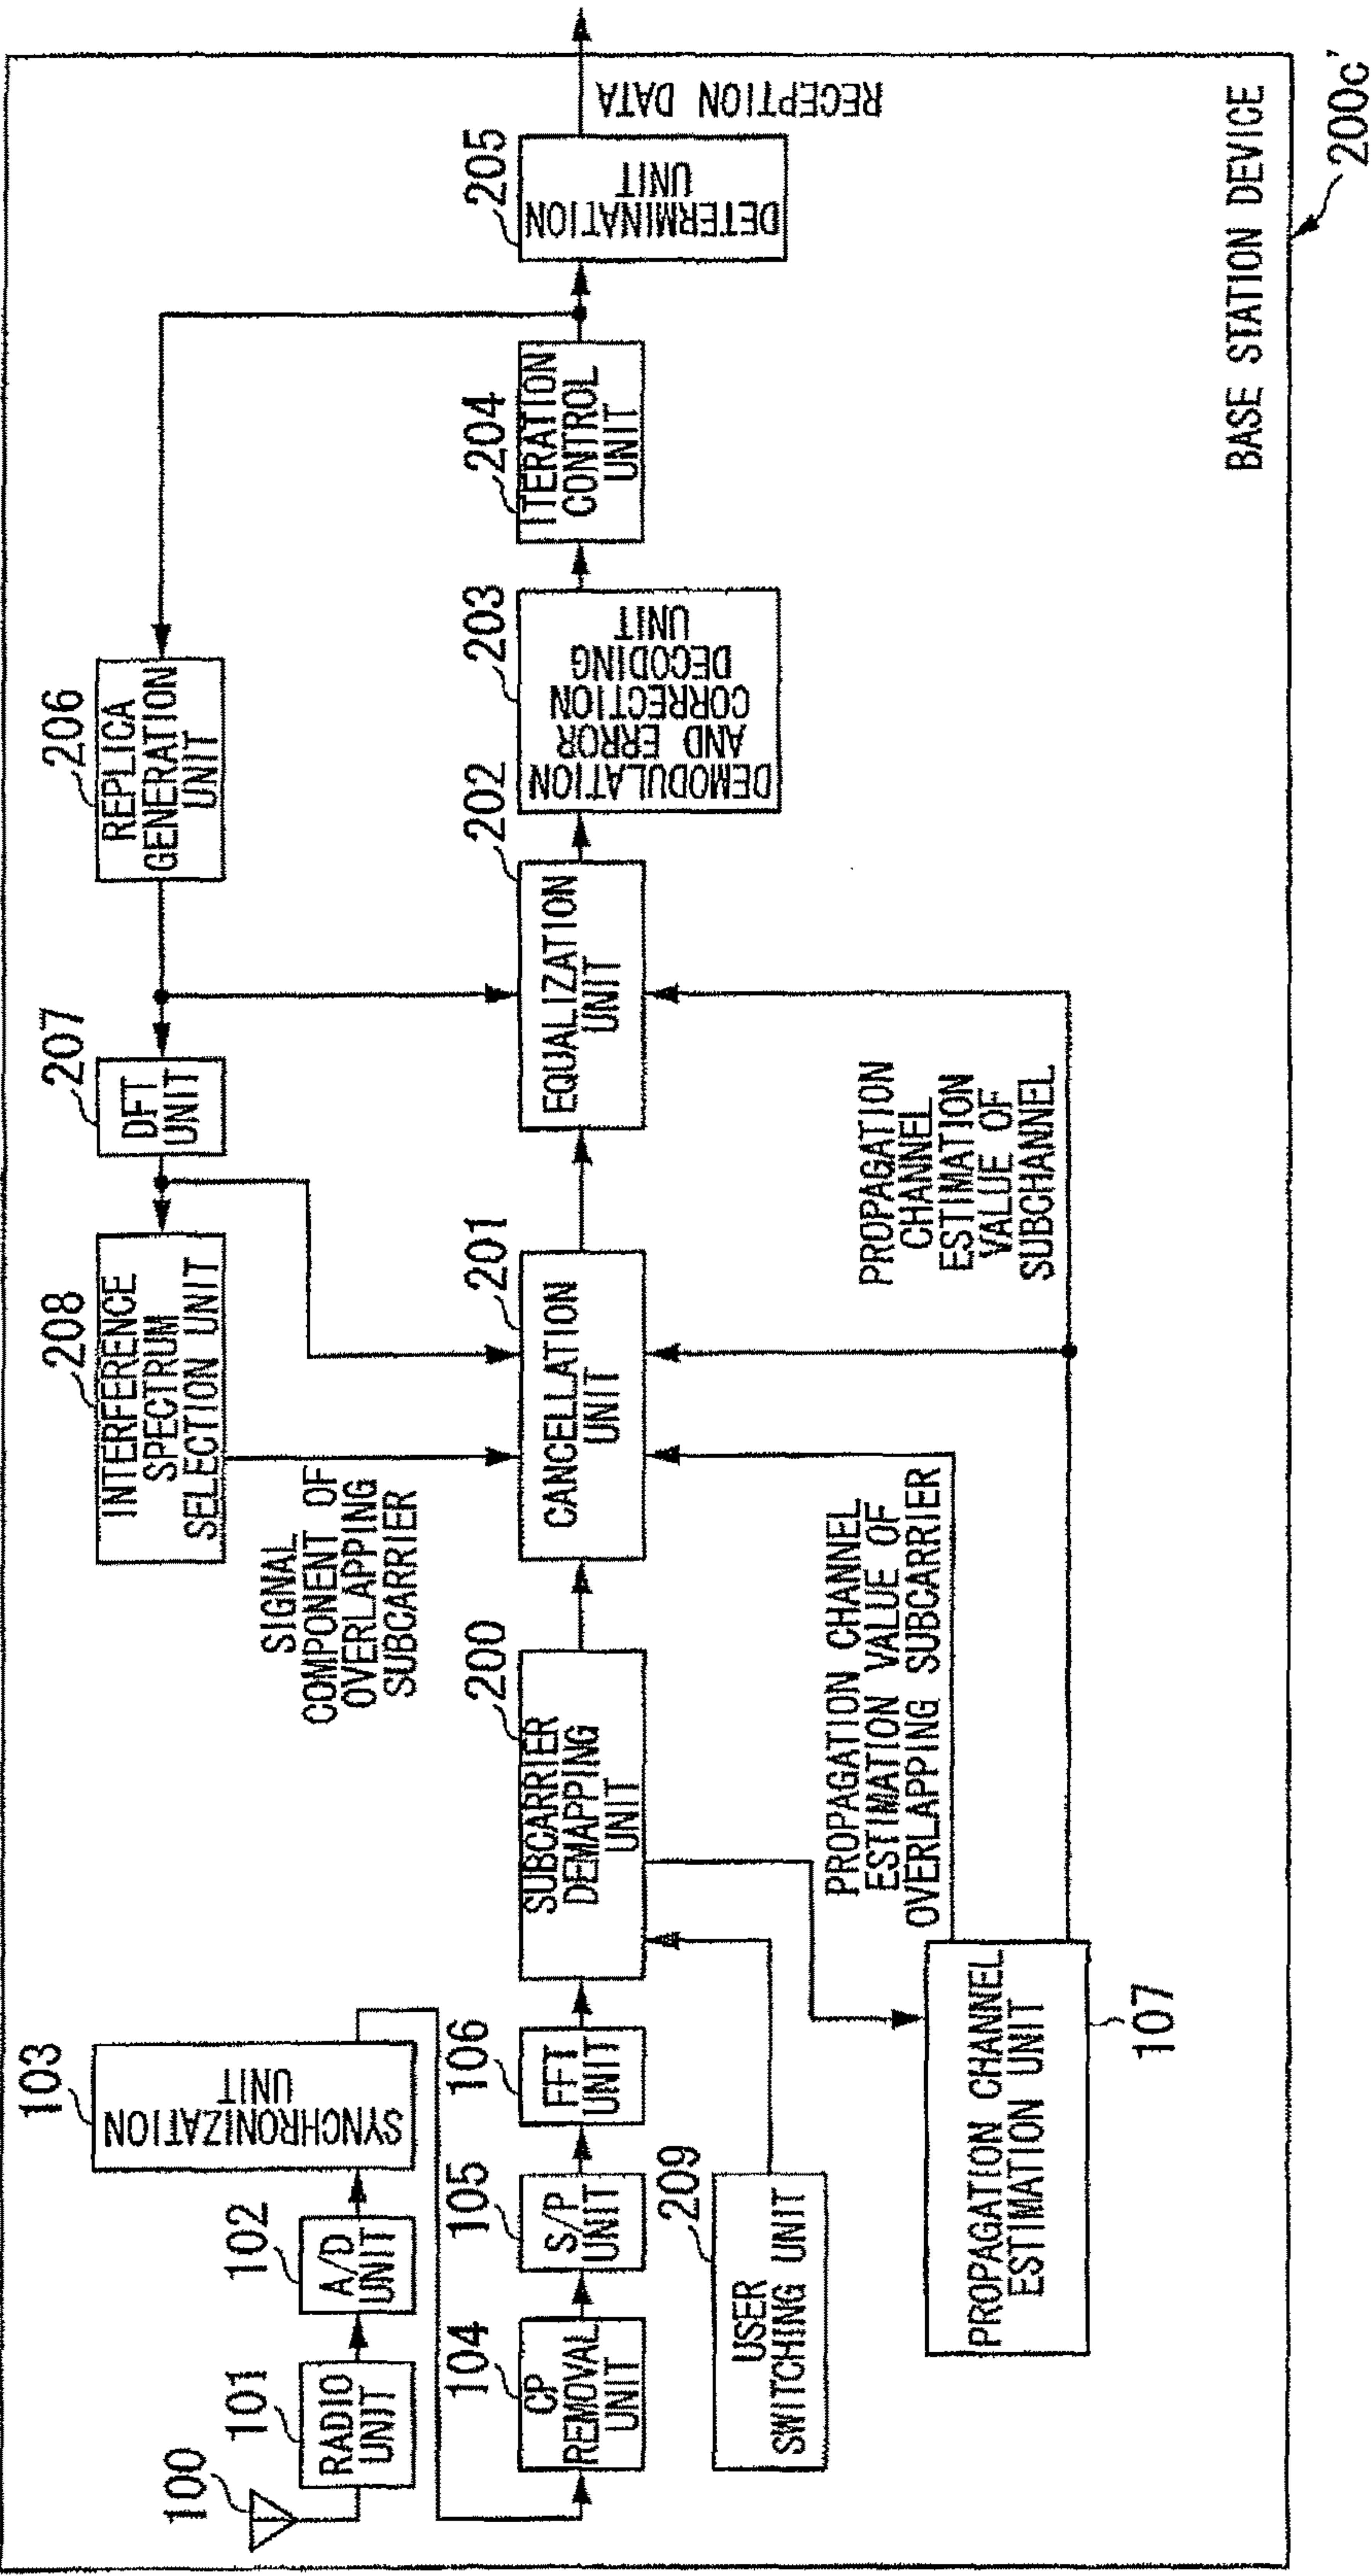 100
101
RADIO
UNIT
102
A/D
UNIT
103
SYNCHRONIZATION
UNIT
104
CP
REMOVAL
UNIT
105
S/P
UNIT
106
FFT
UNIT
209
USER
SWITCHING UNIT
200
SUBCARRIER
DEMAPPING
UNIT
107
PROPAGATION CHANNEL
ESTIMATION UNIT
PROPAGATION CHANNEL
ESTIMATION VALUE OF
OVERLAPPING SUBCARRIER
208
INTERFERENCE
SPECTRUM
SELECTION UNIT
SIGNAL
COMPONENT OF
OVERLAPPING
SUBCARRIER
201
CANCELLATION
UNIT
207
DFT
UNIT
PROPAGATION
CHANNEL
ESTIMATION
VALUE OF
SUBCHANNEL
202
EQUALIZATION
UNIT
206
REPLICA
GENERATION
UNIT
203
DEMODULATION
AND ERROR
CORRECTION
DECODING
UNIT
204
ITERATION
CONTROL
UNIT
205
DETERMINATION
UNIT
RECEPTION DATA
BASE STATION DEVICE
200c'